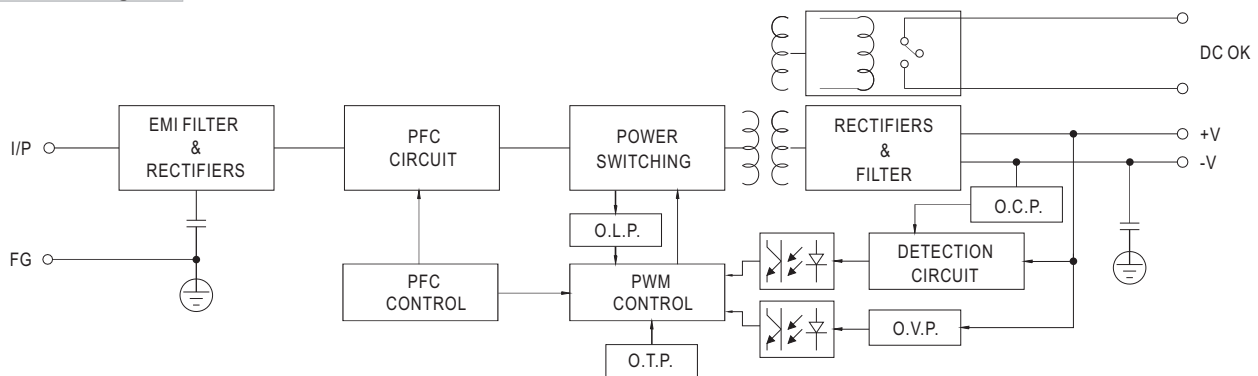 DC OK
EMI FILTER
&
RECTIFIERS
PFC
CIRCUIT
POWER
SWITCHING
RECTIFIERS
&
FILTER
I/P
+V
-V
O.C.P.
O.L.P.
DETECTION
CIRCUIT
FG
PFC
CONTROL
PWM
CONTROL
O.V.P.
O.T.P.